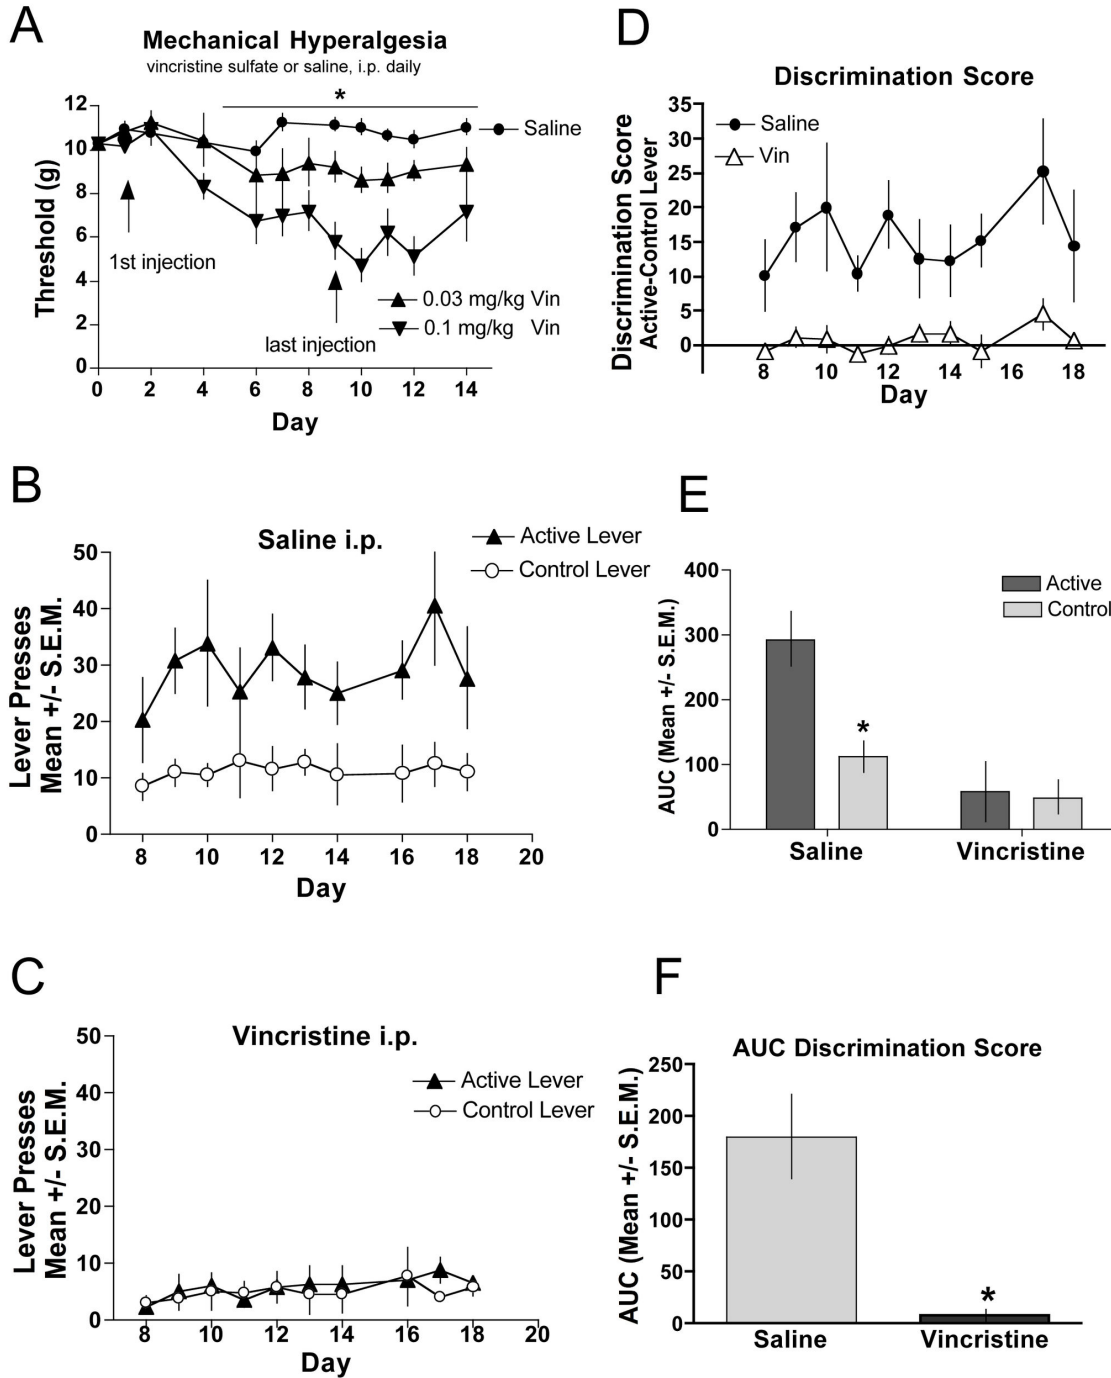 A
Mechanical Hyperalgesia
vincristine sulfate or saline, i.p. daily
*
12
10
8
6
4
2
0
Threshold (g)
Saline
1st injection
0.03 mg/kg Vin
0.1 mg/kg Vin
last injection
0 2 4 6 8 10 12 14
Day
D
Discrimination Score
35
30
25
20
15
10
5
0
Discrimination Score
Active-Control Lever
Saline
Vin
8 10 12 14 16 18
Day
B
Saline i.p.
Active Lever
Control Lever
50
40
30
20
10
0
Lever Presses
Mean +/- S.E.M.
8 10 12 14 16 18 20
Day
E
400
300
200
100
0
AUC (Mean +/- S.E.M.)
Active
Control
*
Saline Vincristine
C
Vincristine i.p.
Active Lever
Control Lever
50
40
30
20
10
0
Lever Presses
Mean +/- S.E.M.
8 10 12 14 16 18 20
Day
F
AUC Discrimination Score
250
200
150
100
50
0
AUC (Mean +/- S.E.M.)
*
Saline Vincristine